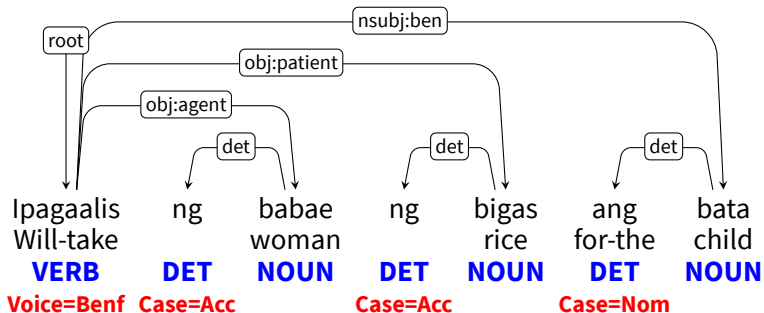 nsubj:ben
root
obj:patient
obj:agent
det det det
Ipagaalis ng babae ng bigas ang bata
Will-take woman rice for-the child
VERB DET NOUN DET NOUN DET NOUN
Voice=Benf Case=Acc Case=Acc Case=Nom